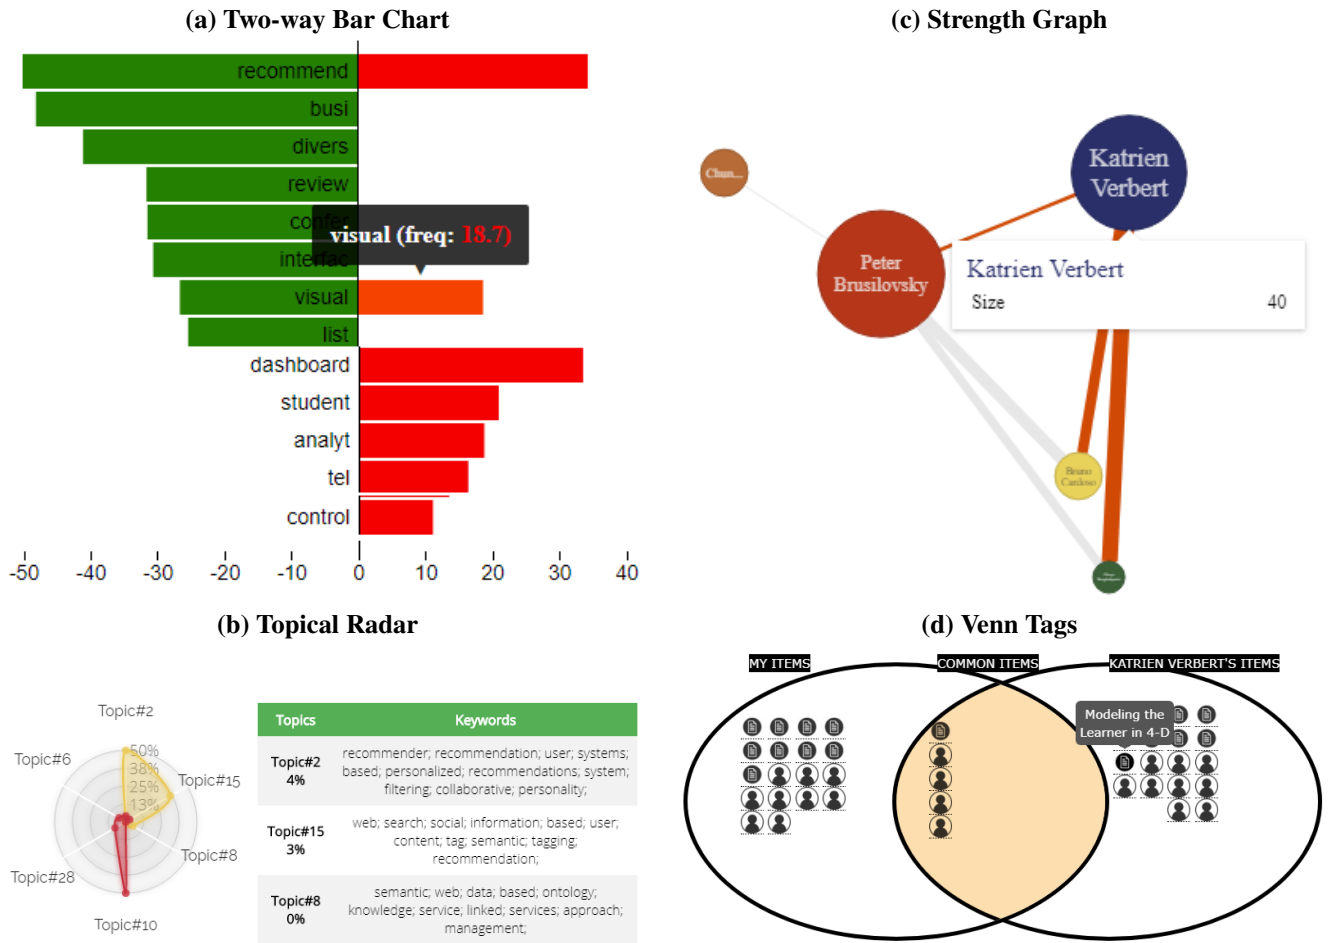 (a) Two-way Bar Chart
recommend
busi
divers
review
confer
visual (freq: 18.7)
interfac
visual
list
dashboard
student
analyt
tel
control
-50 -40 -30 -20 -10 0 10 20 30 40
(c) Strength Graph
Chun...
Katrien
Verbert
Peter
Brusilovsky
Katrien Verbert
Size 40
Bruno
Cardoso
(b) Topical Radar
Topic#2
Topic#6
50%
38%
25%
13%
Topic#15
Topic#8
Topic#28
Topic#10
Topics Keywords
Topic#2
4%
recommender; recommendation; user; systems;
based; personalized; recommendations; system;
filtering; collaborative; personality;
Topic#15
3%
web; search; social; information; based; user;
content; tag; semantic; tagging;
recommendation;
Topic#8
0%
semantic; web; data; based; ontology;
knowledge; service; linked; services; approach;
management;
(d) Venn Tags
MY ITEMS
COMMON ITEMS
KATRIEN VERBERT'S ITEMS
Modeling the
Learner in 4-D